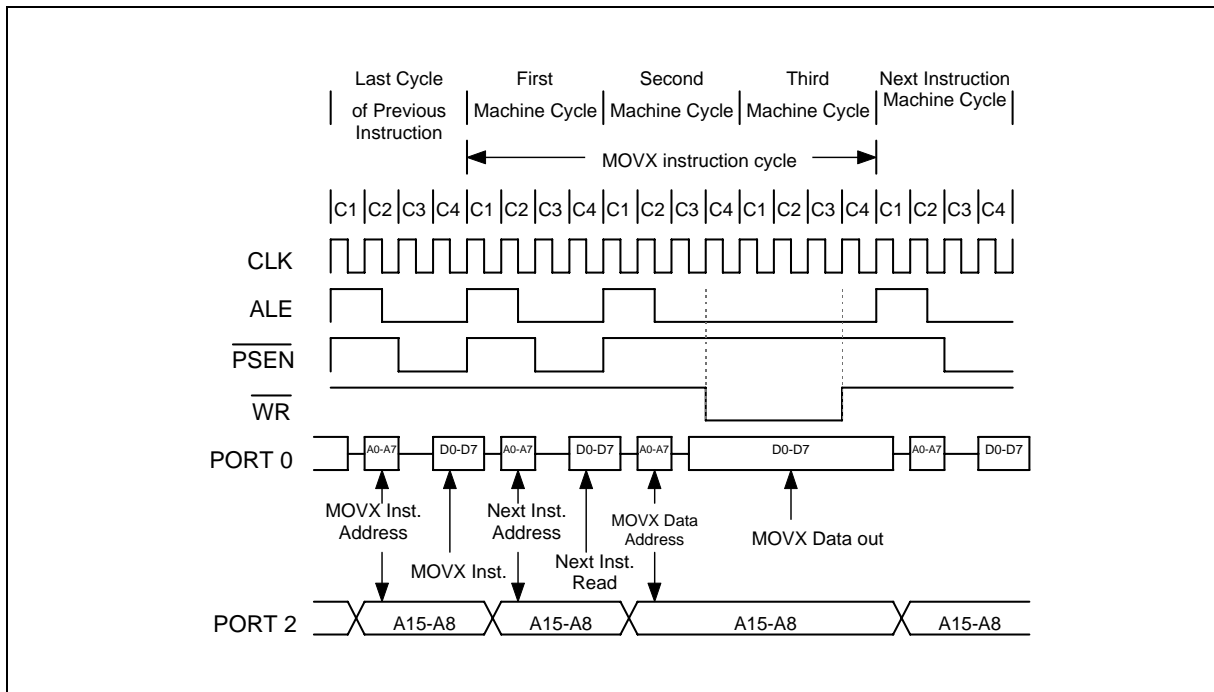 Last Cycle
of Previous
Instruction
First
Machine Cycle
Second
Machine Cycle
Third
Machine Cycle
Next Instruction
Machine Cycle
MOVX instruction cycle
C1 C2 C3 C4 C1 C2 C3 C4 C1 C2 C3 C4 C1 C2 C3 C4 C1 C2 C3 C4
CLK
ALE
PSEN
WR
PORT 0
A0-A7 D0-D7 A0-A7 D0-D7 A0-A7 D0-D7 A0-A7 D0-D7
MOVX Inst.
Address
MOVX Inst.
Next Inst.
Address
Next Inst.
Read
MOVX Data
Address
MOVX Data out
PORT 2
A15-A8 A15-A8 A15-A8 A15-A8